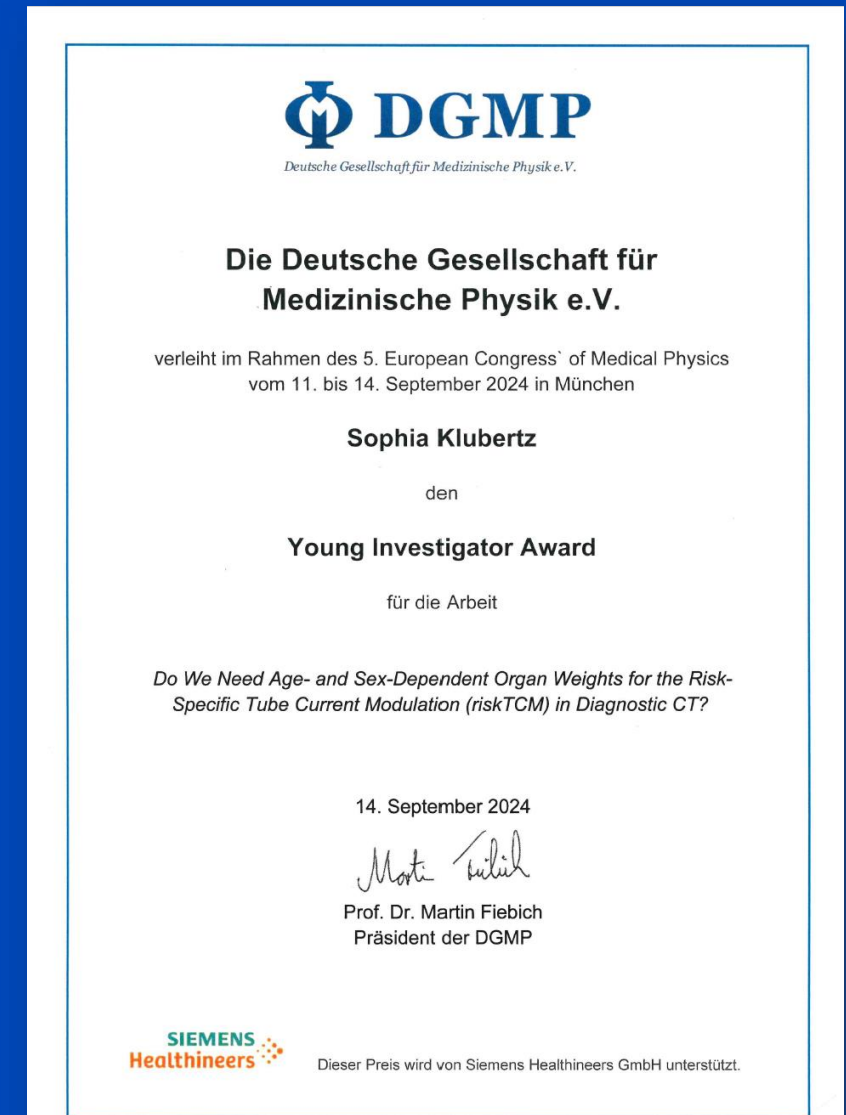 DGMP
Deutsche Gesellschaft für Medizinische Physik e.V.
Die Deutsche Gesellschaft für
Medizinische Physik e.V.
verleiht im Rahmen des 5. European Congress` of Medical Physics
vom 11. bis 14. September 2024 in München
Sophia Klubertz
den
Young Investigator Award
für die Arbeit
Do We Need Age- and Sex-Dependent Organ Weights for the Risk-
Specific Tube Current Modulation (riskTCM) in Diagnostic CT?
14. September 2024
Prof. Dr. Martin Fiebich
Präsident der DGMP
SIEMENS
Healthineers
Dieser Preis wird von Siemens Healthineers GmbH unterstützt.